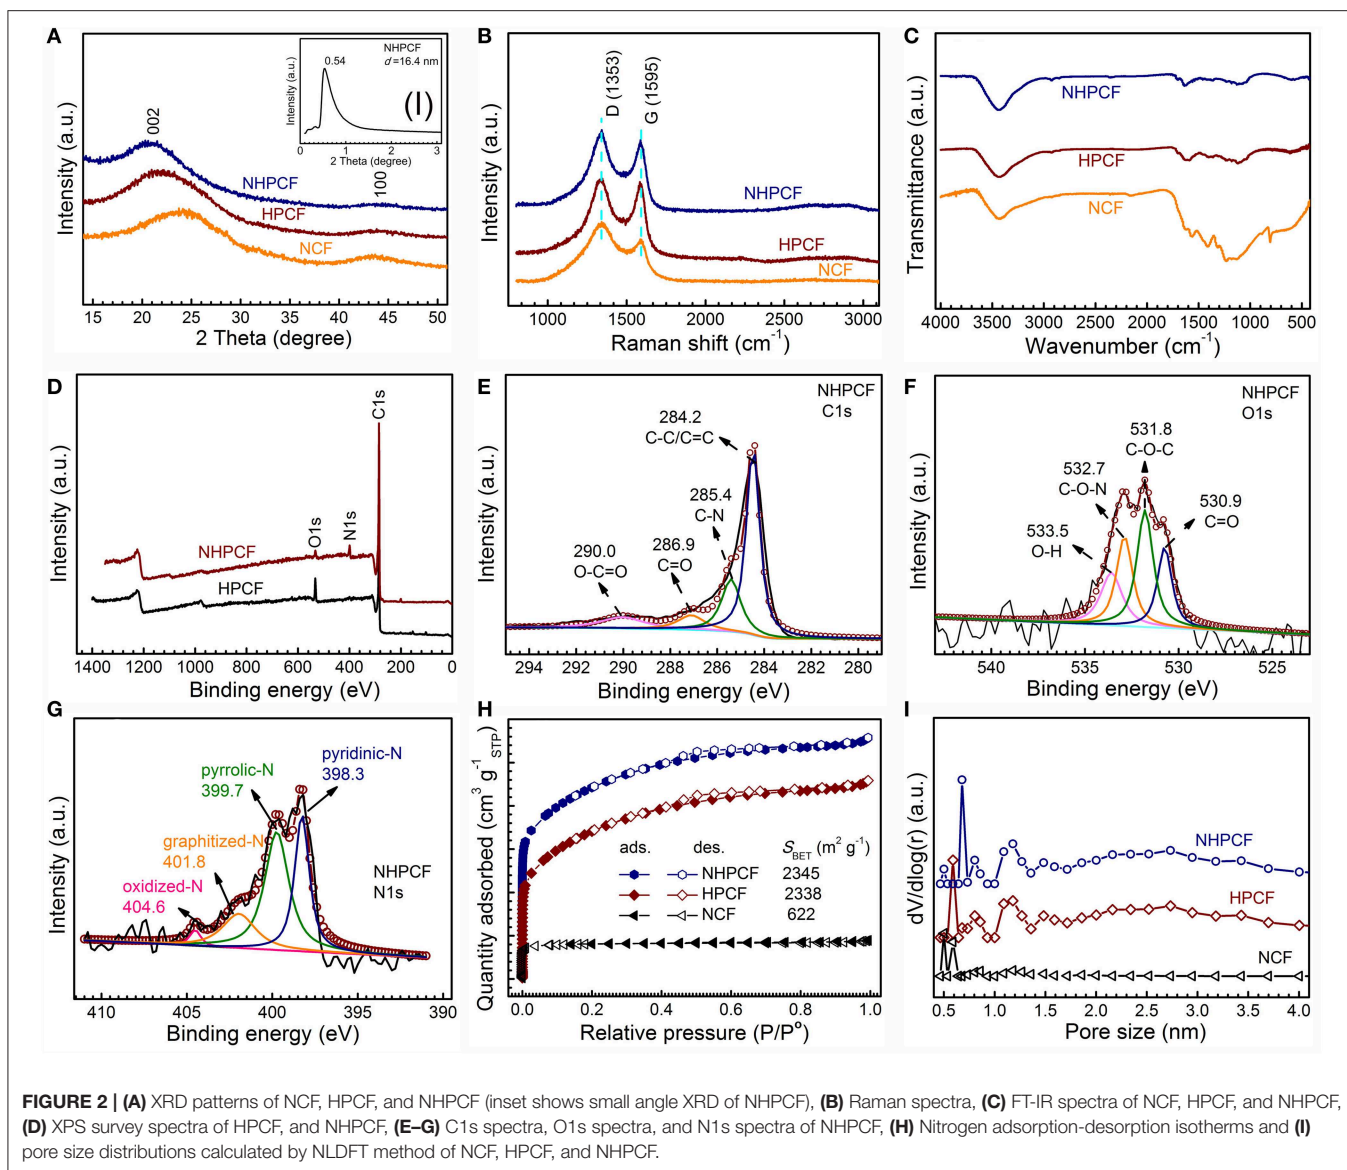 A
Intensity (a.u.)
002
100
NHPCF
HPCF
NCF
15 20 25 30 35 40 45 50
2 Theta (degree)
Intensity (a.u.)
0.54
NHPCF
d =16.4 nm
(I)
0 1 2 3
2 Theta (degree)
B
Intensity (a.u.)
D (1353)
G (1595)
NHPCF
HPCF
NCF
1000 1500 2000 2500 3000
Raman shift (cm-1)
C
Transmittance (a.u.)
NHPCF
HPCF
NCF
4000 3500 3000 2500 2000 1500 1000 500
Wavenumber (cm-1)
D
Intensity (a.u.)
C1s
O1s
N1s
NHPCF
HPCF
1400 1200 1000 800 600 400 200 0
Binding energy (eV)
E
Intensity (a.u.)
NHPCF
C1s
284.2
C-C/C=C
285.4
C-N
286.9
C=O
290.0
O-C=O
294 292 290 288 286 284 282 280
Binding energy (eV)
F
Intensity (a.u.)
NHPCF
O1s
531.8
C-O-C
532.7
C-O-N
530.9
C=O
533.5
O-H
540 535 530 525
Binding energy (eV)
G
Intensity (a.u.)
pyridinic-N
398.3
pyrrolic-N
399.7
graphitized-N
401.8
oxidized-N
404.6
NHPCF
N1s
410 405 400 395 390
Binding energy (eV)
H
Quantity adsorbed (cm3 g-1 STP)
ads. des. SBET (m2 g-1)
NHPCF 2345
HPCF 2338
NCF 622
0.0 0.2 0.4 0.6 0.8 1.0
Relative pressure (P/Po)
I
dV/dlog(r) (a.u.)
NHPCF
HPCF
NCF
0.5 1.0 1.5 2.0 2.5 3.0 3.5 4.0
Pore size (nm)
FIGURE 2 | (A) XRD patterns of NCF, HPCF, and NHPCF (inset shows small angle XRD of NHPCF), (B) Raman spectra, (C) FT-IR spectra of NCF, HPCF, and NHPCF,
(D) XPS survey spectra of HPCF, and NHPCF, (E–G) C1s spectra, O1s spectra, and N1s spectra of NHPCF, (H) Nitrogen adsorption-desorption isotherms and (I)
pore size distributions calculated by NLDFT method of NCF, HPCF, and NHPCF.